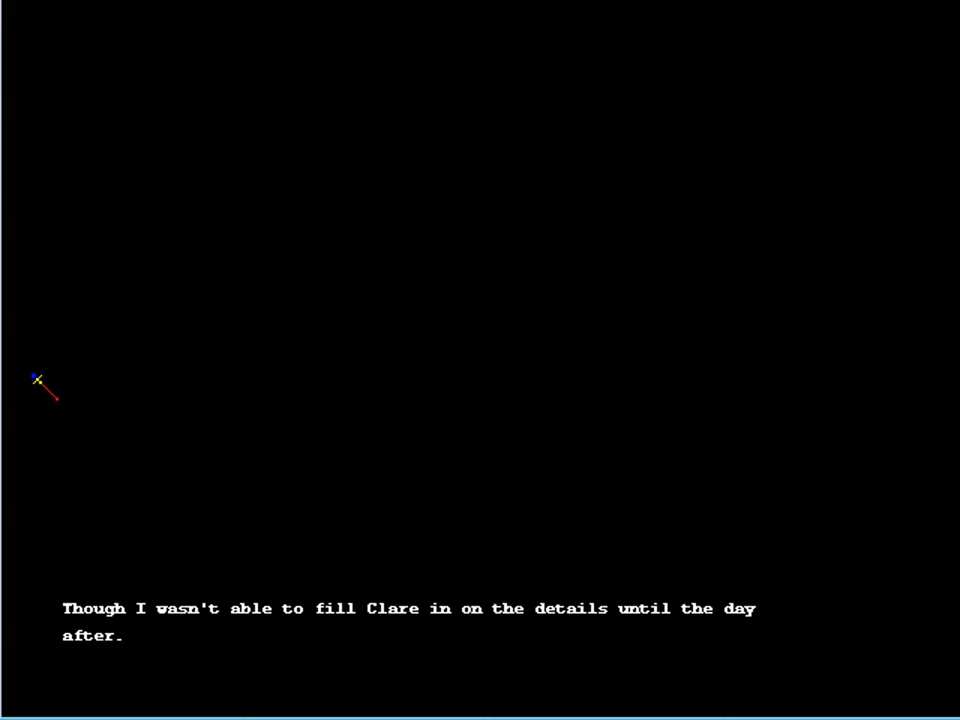 Though I wasn't able to fill Clare in on the details until the day
after.